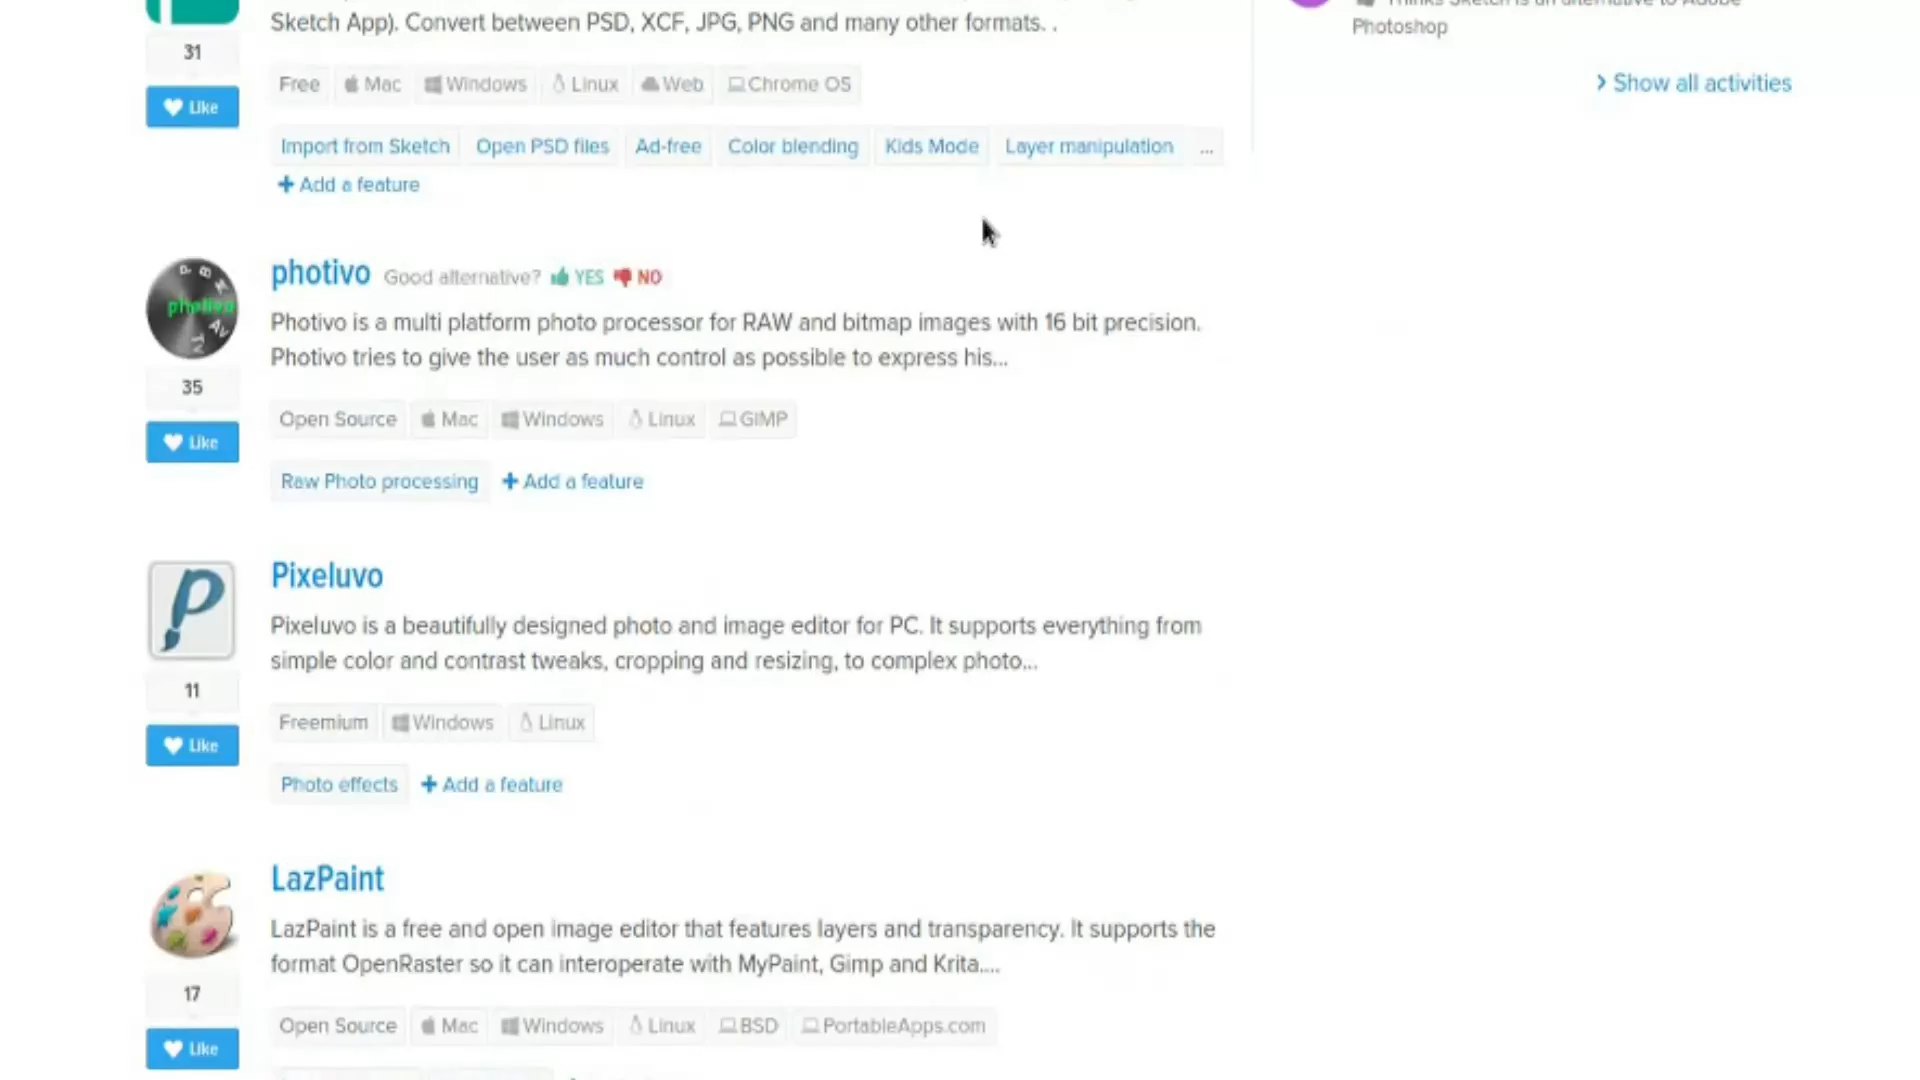 Sketch App). Convert between PSD, XCF, JPG, PNG and many other formats. .
Photoshop
31
Like
Free Mac Windows Linux Web Chrome OS
Show all activities
Import from Sketch Open PSD files Ad-free Color blending Kids Mode Layer manipulation ...
Add a feature
photivo Good alternative? YES NO
photivo
Photivo is a multi platform photo processor for RAW and bitmap images with 16 bit precision.
Photivo tries to give the user as much control as possible to express his...
35
Like
Open Source Mac Windows Linux GIMP
Raw Photo processing Add a feature
Pixeluvo
Pixeluvo is a beautifully designed photo and image editor for PC. It supports everything from
simple color and contrast tweaks, cropping and resizing, to complex photo...
11
Like
Freemium Windows Linux
Photo effects Add a feature
LazPaint
LazPaint is a free and open image editor that features layers and transparency. It supports the
format OpenRaster so it can interoperate with MyPaint, Gimp and Krita....
17
Like
Open Source Mac Windows Linux BSD PortableApps.com